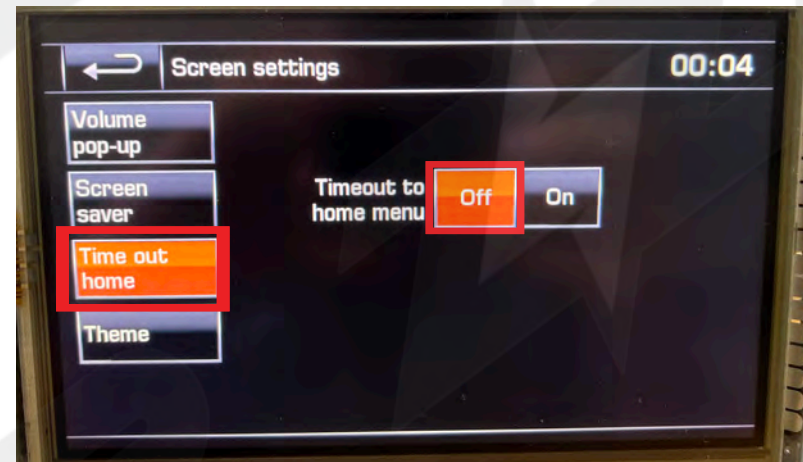 Screen settings
00:04
Volume
pop-up
Screen
saver
Time out
home
Theme
Timeout to
home menu
Off
On